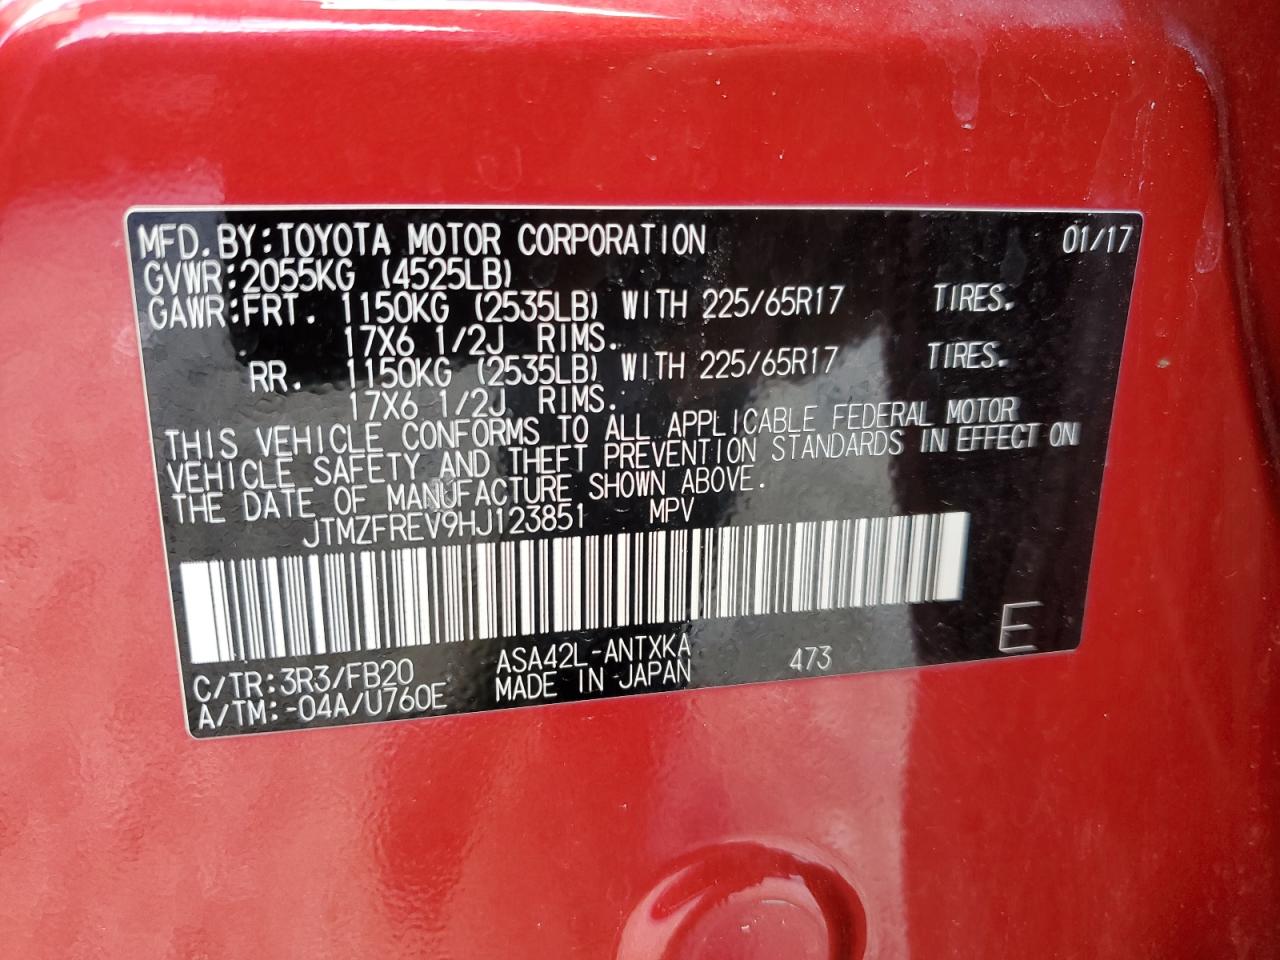 MFD. BY: TOYOTA MOTOR CORPORATION 01/17
GVWR: 2055KG (4525LB)
GAWR: FRT. 1150KG (2535LB) WITH 225/65R17 TIRES.
17X6 1/2J RIMS.
RR. 1150KG (2535LB) WITH 225/65R17 TIRES.
17X6 1/2J RIMS.
THIS VEHICLE CONFORMS TO ALL APPLICABLE FEDERAL MOTOR
VEHICLE SAFETY AND THEFT PREVENTION STANDARDS IN EFFECT ON
THE DATE OF MANUFACTURE SHOWN ABOVE.
JTMZFREV9HJ123851 MPV
C/TR: 3R3/FB20 ASA42L-ANTXKA 473 E
A/TM: -04A/U760E MADE IN JAPAN